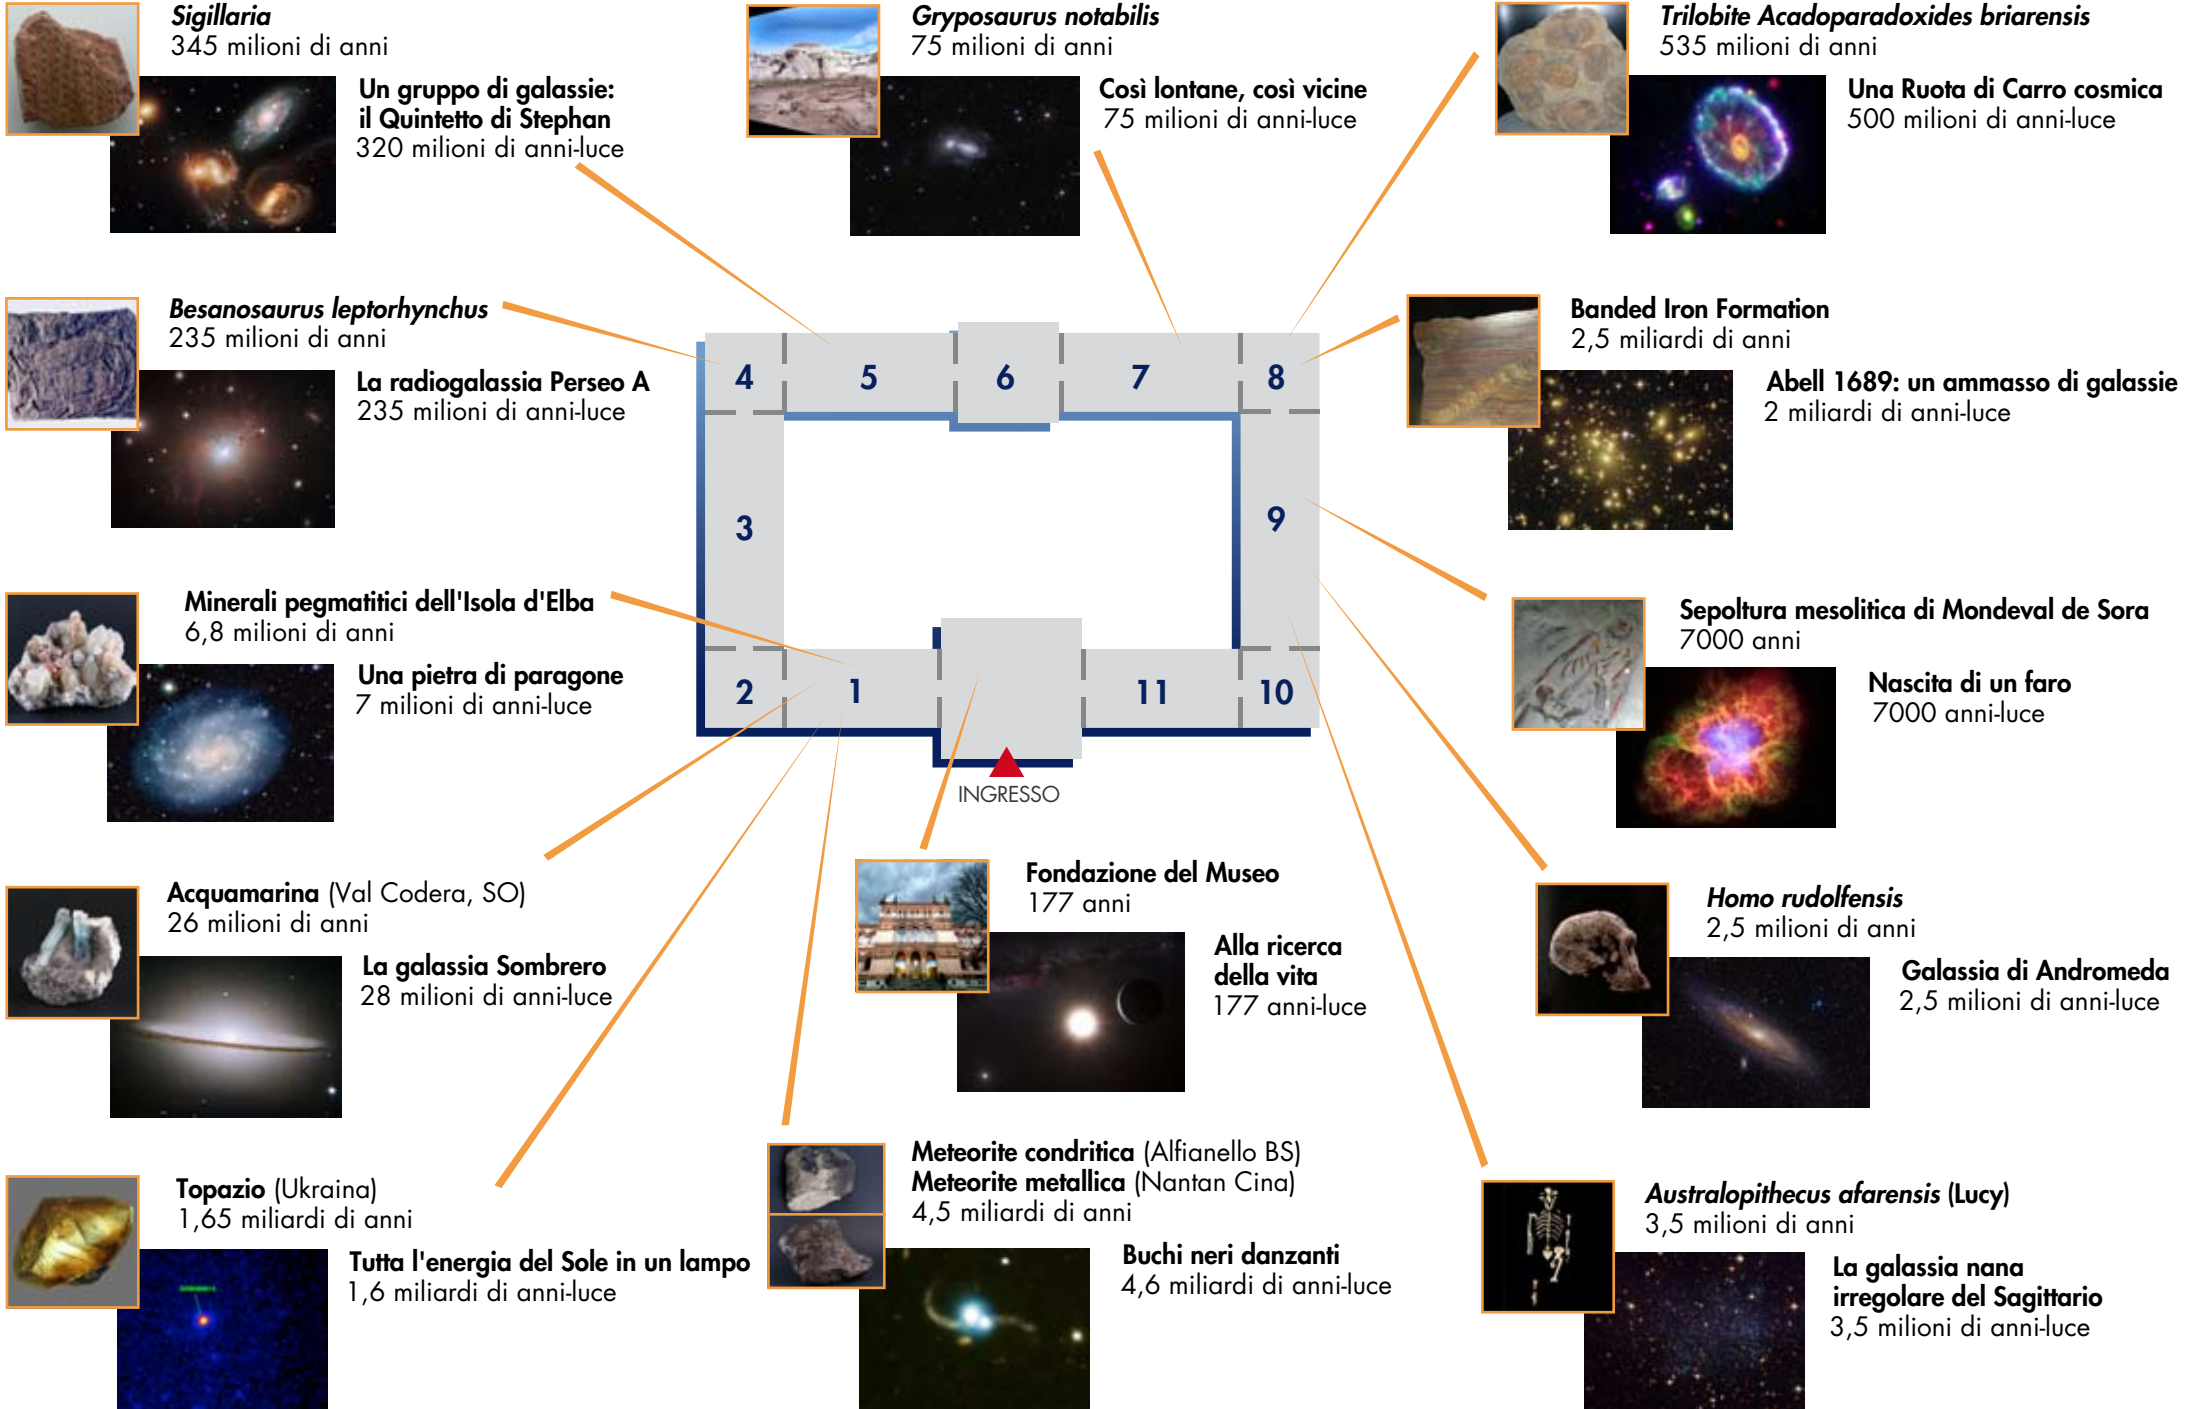 Sigillaria
345 milioni di anni
Un gruppo di galassie:
il Quintetto di Stephan
320 milioni di anni-luce
Gryposaurus notabilis
75 milioni di anni
Così lontane, così vicine
75 milioni di anni-luce
Trilobite Acadoparadoxides briarensis
535 milioni di anni
Una Ruota di Carro cosmica
500 milioni di anni-luce
Besanosaurus leptorhynchus
235 milioni di anni
La radiogalassia Perseo A
235 milioni di anni-luce
Banded Iron Formation
2,5 miliardi di anni
Abell 1689: un ammasso di galassie
2 miliardi di anni-luce
4
5
6
7
8
3
9
2
1
11
10
INGRESSO
Minerali pegmatitici dell'Isola d'Elba
6,8 milioni di anni
Una pietra di paragone
7 milioni di anni-luce
Sepoltura mesolitica di Mondeval de Sora
7000 anni
Nascita di un faro
7000 anni-luce
Acquamarina (Val Codera, SO)
26 milioni di anni
La galassia Sombrero
28 milioni di anni-luce
Fondazione del Museo
177 anni
Alla ricerca
della vita
177 anni-luce
Homo rudolfensis
2,5 milioni di anni
Galassia di Andromeda
2,5 milioni di anni-luce
Topazio (Ukraina)
1,65 miliardi di anni
Tutta l'energia del Sole in un lampo
1,6 miliardi di anni-luce
Meteorite condritica (Alfianello BS)
Meteorite metallica (Nantan Cina)
4,5 miliardi di anni
Buchi neri danzanti
4,6 miliardi di anni-luce
Australopithecus afarensis (Lucy)
3,5 milioni di anni
La galassia nana
irregolare del Sagittario
3,5 milioni di anni-luce